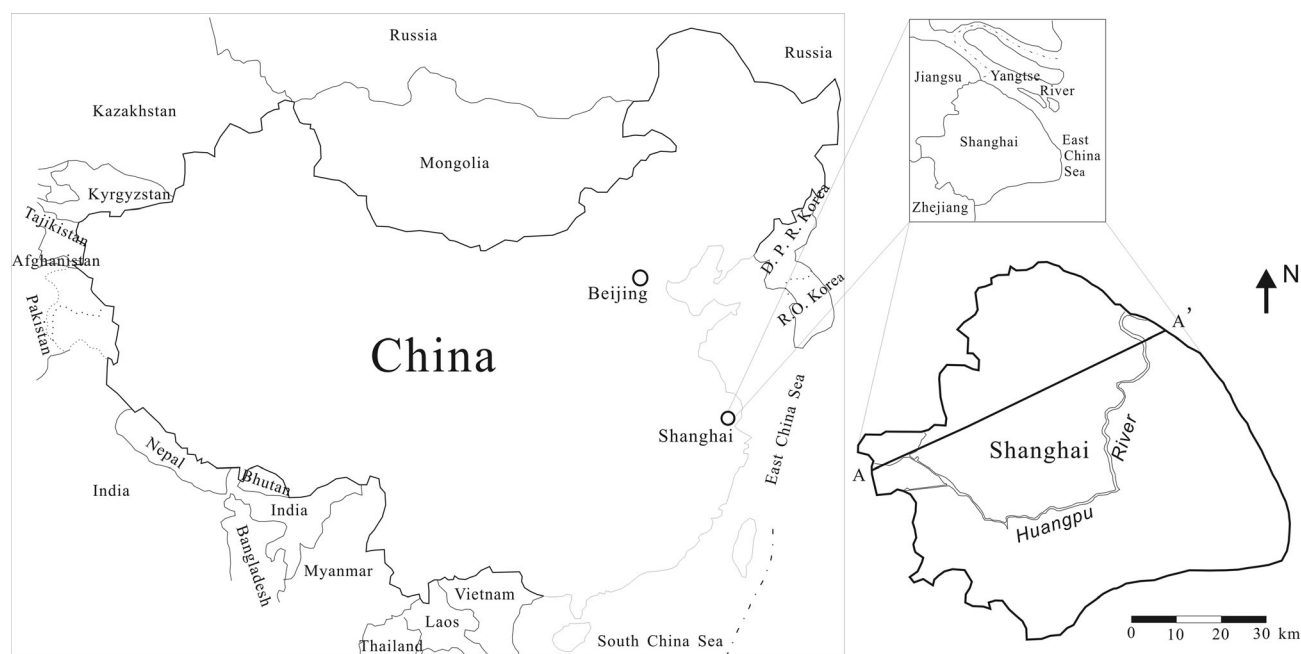 Russia
Russia
Kazakhstan
Mongolia
Kyrgyzstan
Tajikistan
Afghanistan
Pakistan
D. P. R. Korea
R. O. Korea
Beijing
China
Shanghai
East China Sea
Nepal
Bhutan
India
India
Bangladesh
Myanmar
Vietnam
Laos
Thailand
South China Sea
Jiangsu
Yangtse
River
Shanghai
East
China
Sea
Zhejiang
N
A'
A
Shanghai
River
Huangpu
0 10 20 30 km